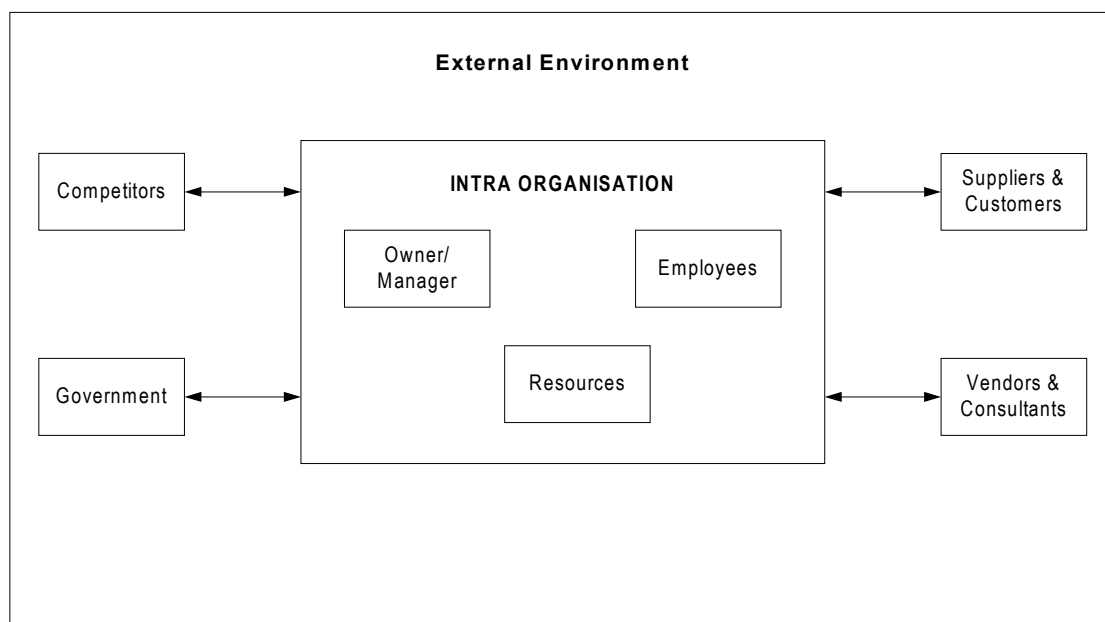 External Environment
Competitors
INTRA ORGANISATION
Suppliers &
Customers
Owner/
Manager
Employees
Government
Resources
Vendors &
Consultants